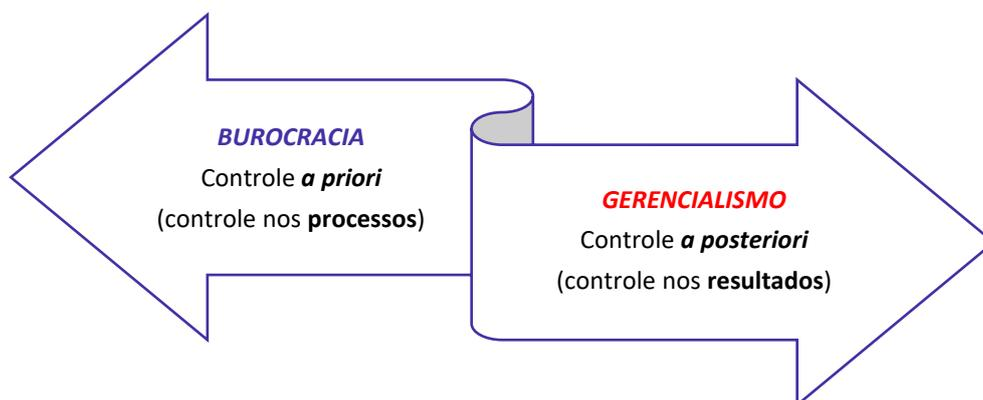 BUROCRACIA
Controle a priori
(controle nos processos)
GERENCIALISMO
Controle a posteriori
(controle nos resultados)